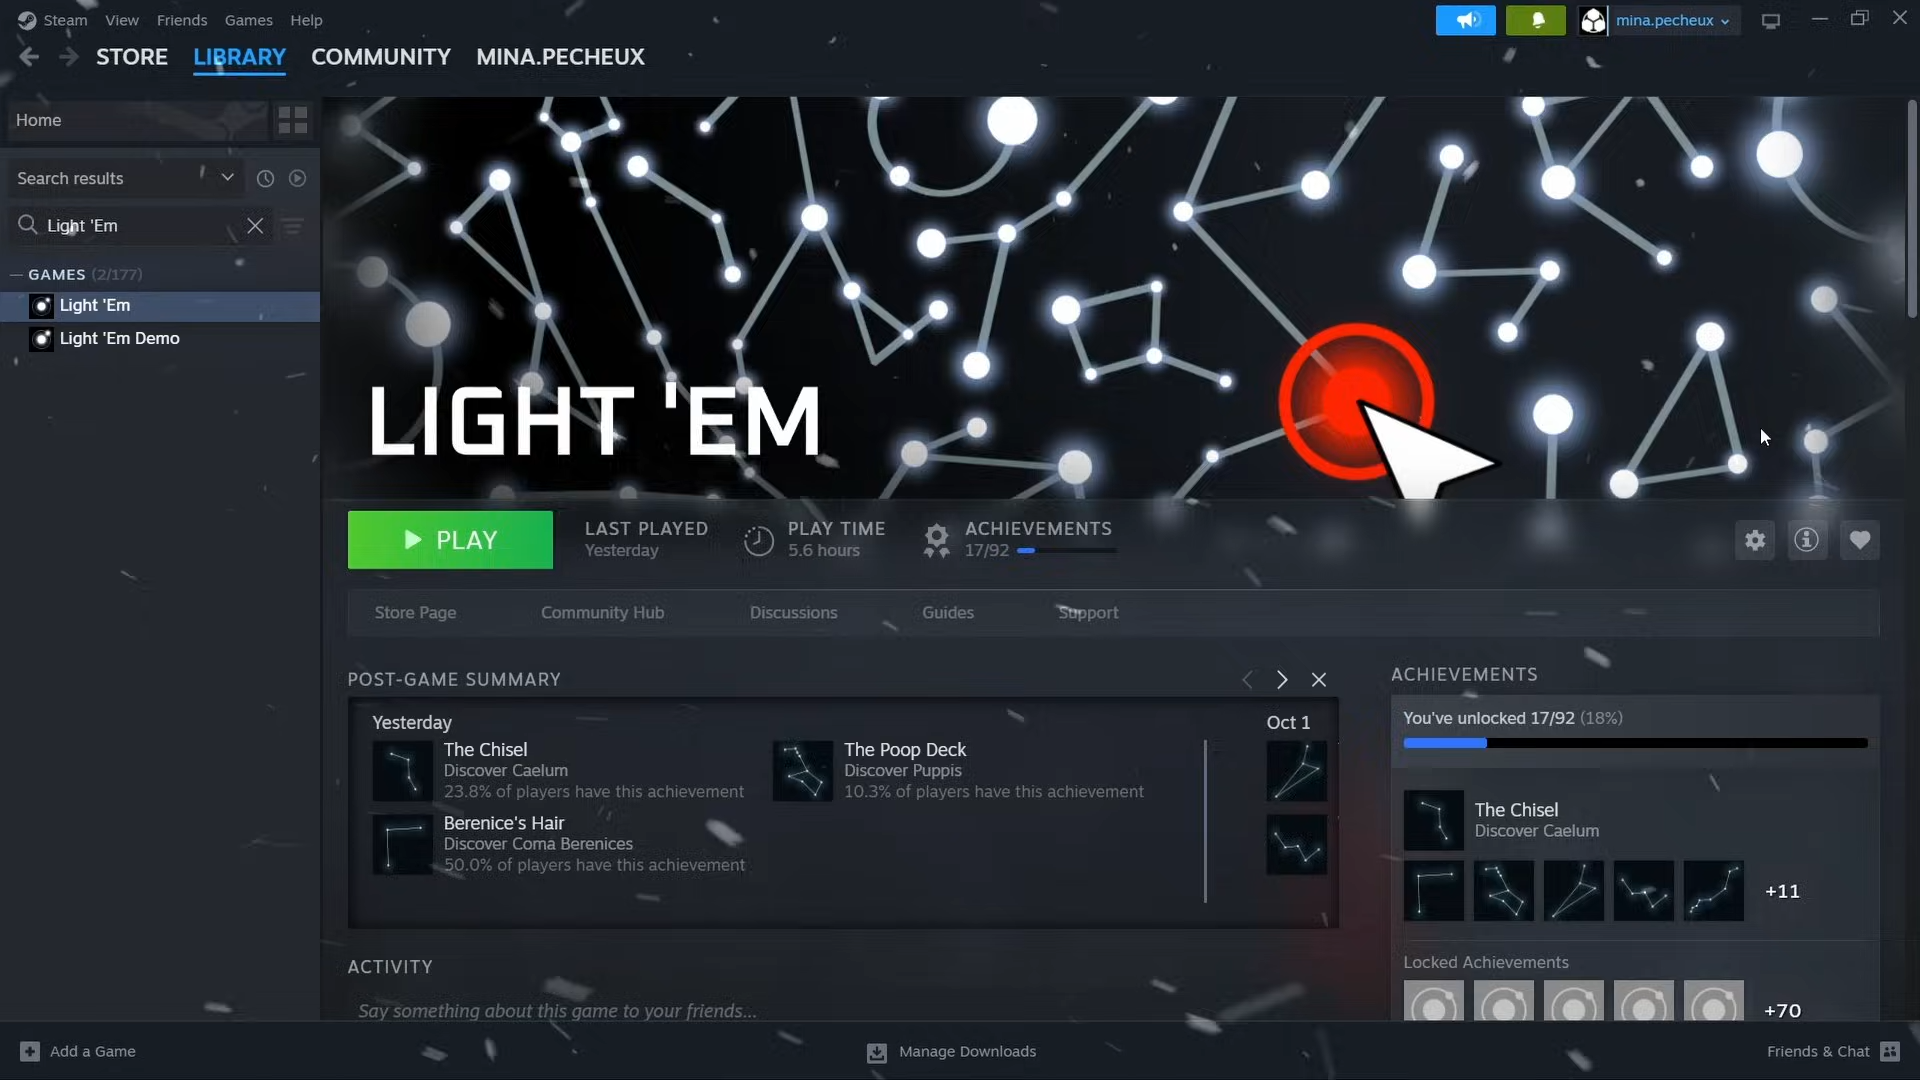 Steam View Friends Games Help
mina.pecheux
STORE LIBRARY COMMUNITY MINA.PECHEUX
Home
Search results
Light 'Em
GAMES (2/177)
Light 'Em
Light 'Em Demo
LIGHT 'EM
PLAY
LAST PLAYED
Yesterday
PLAY TIME
5.6 hours
ACHIEVEMENTS
17/92
Store Page Community Hub Discussions Guides Support
POST-GAME SUMMARY
Yesterday
The Chisel
Discover Caelum
23.8% of players have this achievement
The Poop Deck
Discover Puppis
10.3% of players have this achievement
Berenice's Hair
Discover Coma Berenices
50.0% of players have this achievement
Oct 1
ACHIEVEMENTS
You've unlocked 17/92 (18%)
The Chisel
Discover Caelum
+11
Locked Achievements
+70
ACTIVITY
Say something about this game to your friends...
Add a Game
Manage Downloads
Friends & Chat